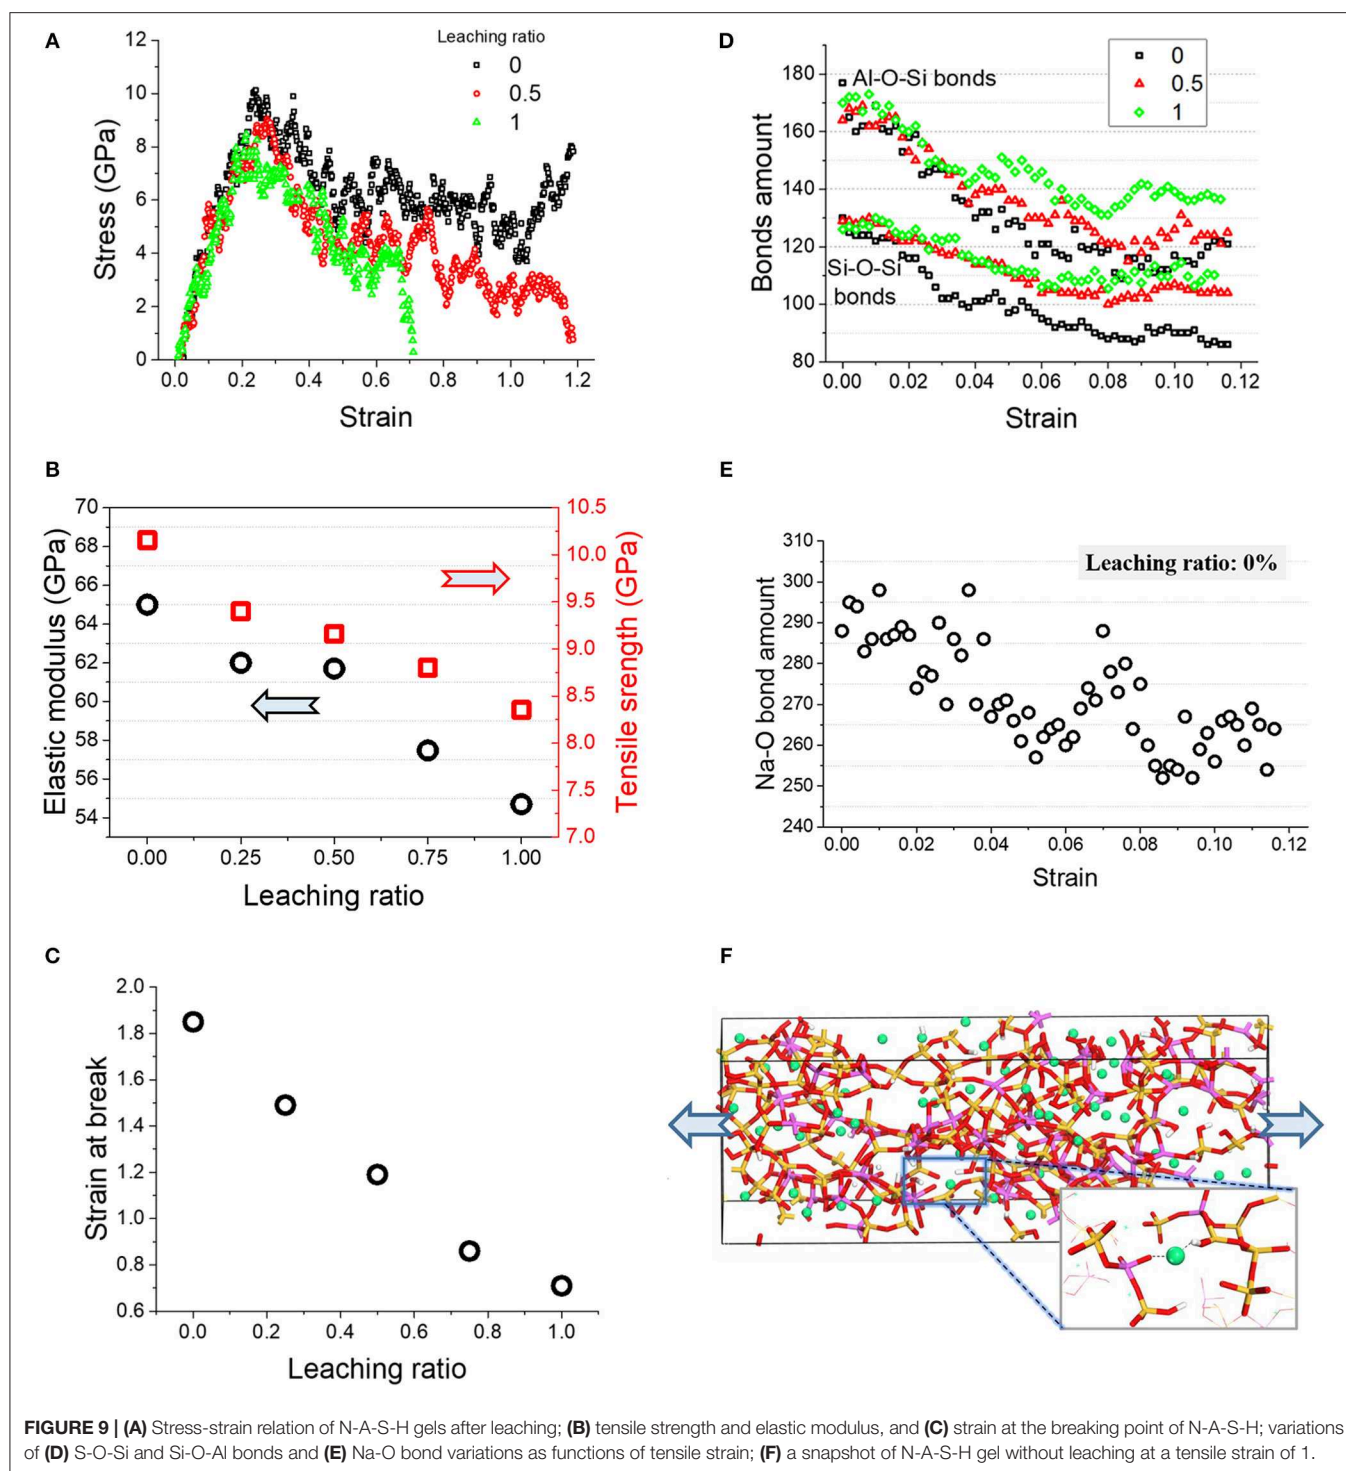 A
Leaching ratio
0
0.5
1
12
10
8
6
4
2
0
Stress (GPa)
0.0 0.2 0.4 0.6 0.8 1.0 1.2
Strain
D
0
0.5
1
Al-O-Si bonds
Si-O-Si
bonds
180
160
140
120
100
80
Bonds amount
0.00 0.02 0.04 0.06 0.08 0.10 0.12
Strain
B
70
68
66
64
62
60
58
56
54
Elastic modulus (GPa)
10.5
10.0
9.5
9.0
8.5
8.0
7.5
7.0
Tensile srength (GPa)
0.00 0.25 0.50 0.75 1.00
Leaching ratio
E
Leaching ratio: 0%
310
300
290
280
270
260
250
240
Na-O bond amount
0.00 0.02 0.04 0.06 0.08 0.10 0.12
Strain
C
2.0
1.8
1.6
1.4
1.2
1.0
0.8
0.6
Strain at break
0.0 0.2 0.4 0.6 0.8 1.0
Leaching ratio
F
FIGURE 9 | (A) Stress-strain relation of N-A-S-H gels after leaching; (B) tensile strength and elastic modulus, and (C) strain at the breaking point of N-A-S-H; variations
of (D) S-O-Si and Si-O-Al bonds and (E) Na-O bond variations as functions of tensile strain; (F) a snapshot of N-A-S-H gel without leaching at a tensile strain of 1.